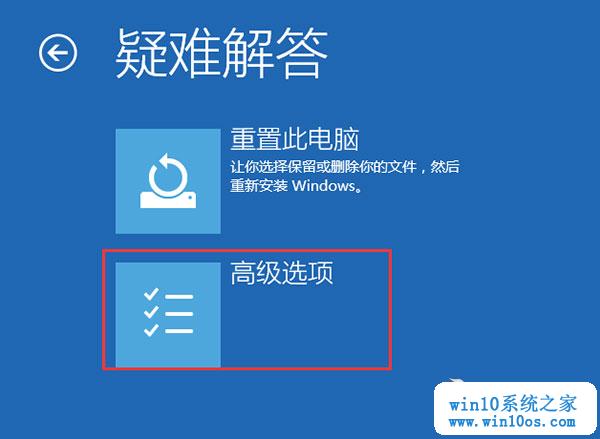 疑难解答
重置此电脑
让你选择保留或删除你的文件，然后
重新安装 Windows。
高级选项
win10系统之家
www.win10os.com